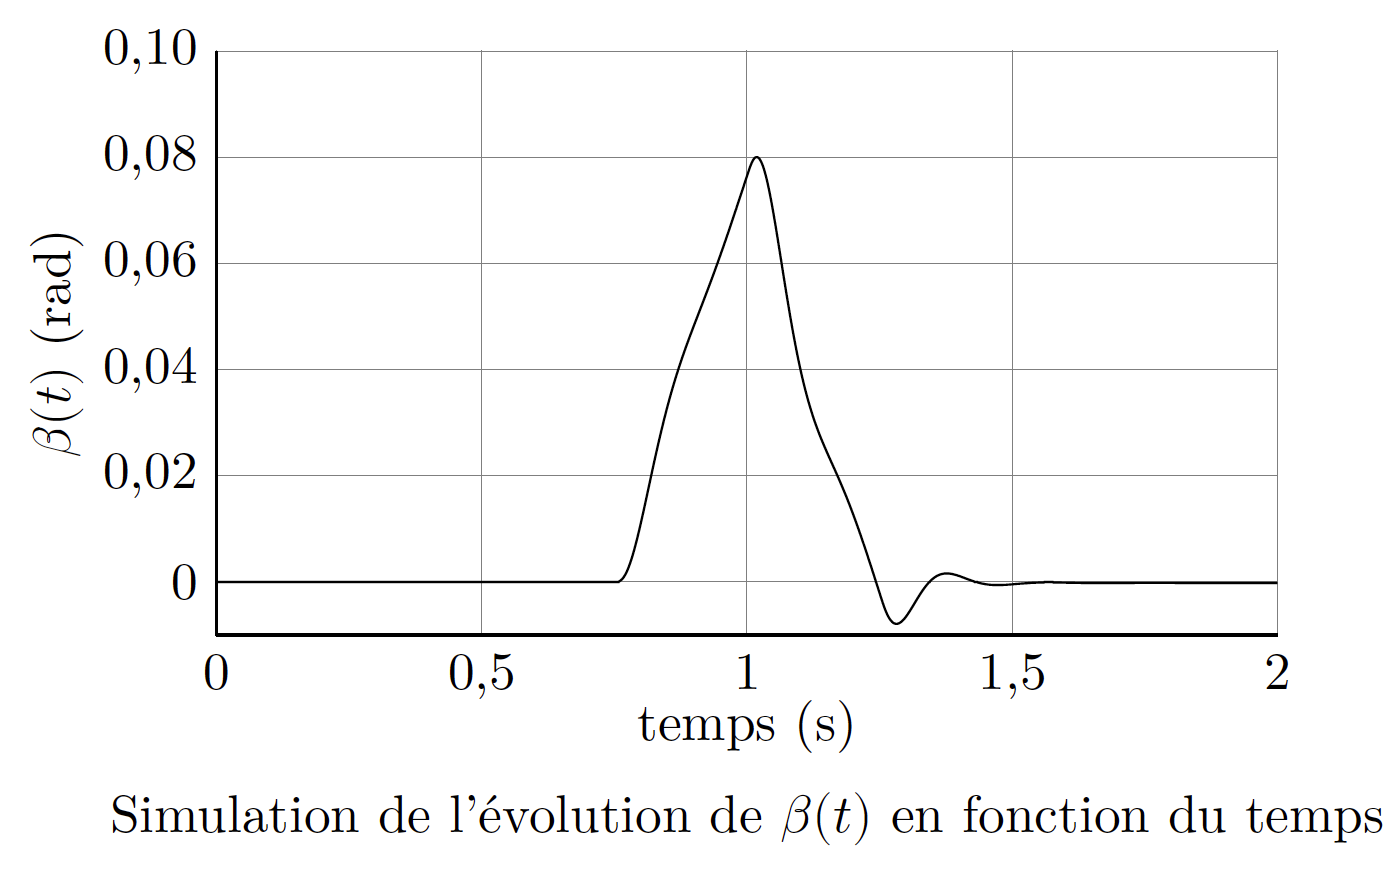 0,10
0,08
0,06
0,04
0,02
0
β(t) (rad)
0 0,5 1 1,5 2
temps (s)
Simulation de l'évolution de β(t) en fonction du temps